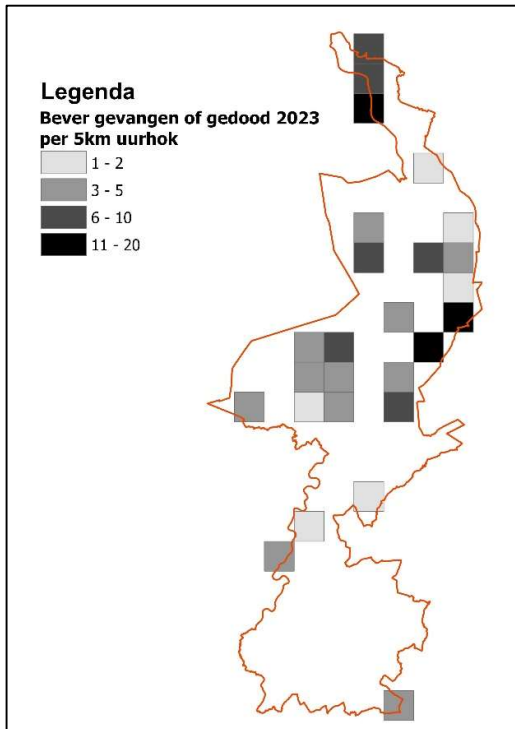 Legenda
Bever gevangen of gedood 2023
per 5km uurhok
1 - 2
3 - 5
6 - 10
11 - 20